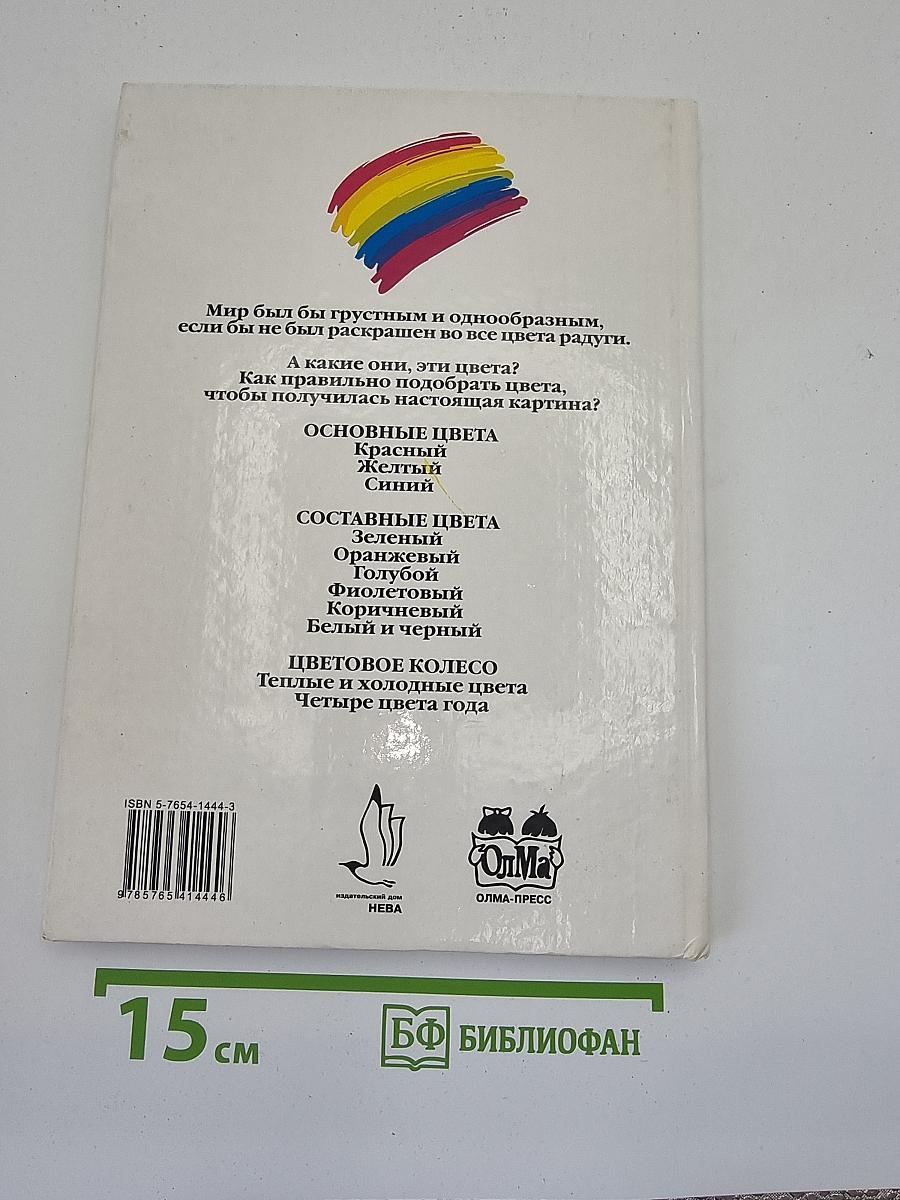 Мир был бы грустным и однообразным,
если бы не был раскрашен во все цвета радуги.
А какие они, эти цвета?
Как правильно подобрать цвета,
чтобы получилась настоящая картина?
ОСНОВНЫЕ ЦВЕТА
Красный
Желтый
Синий
СОСТАВНЫЕ ЦВЕТА
Зеленый
Оранжевый
Голубой
Фиолетовый
Коричневый
Белый и черный
ЦВЕТОВОЕ КОЛЕСО
Теплые и холодные цвета
Четыре цвета года
ISBN 5-7654-1444-3
9 785765 414446
издательский дом
НЕВА
ОлМа
ОЛМА-ПРЕСС
15 см
БФ БИБЛИОФАН